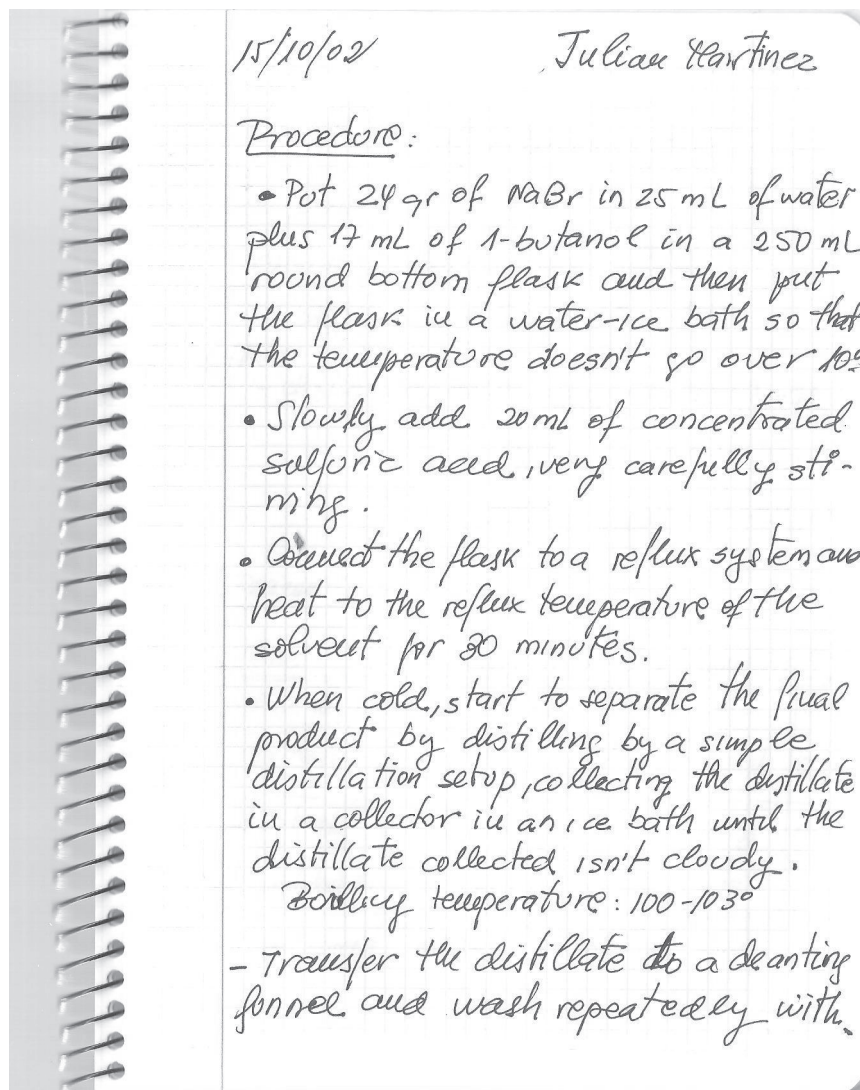 15/10/02 Julian Martinez
Procedure:
• Put 24 gr of NaBr in 25 mL of water
plus 17 mL of 1-butanol in a 250 mL
round bottom flask and then put
the flask in a water-ice bath so that
the temperature doesn't go over 10º
• Slowly add 20 mL of concentrated
sulfuric acid, very carefully sti-
rring.
• Connect the flask to a reflux system and
heat to the reflux temperature of the
solvent for 30 minutes.
• When cold, start to separate the final
product by distilling by a simple
distillation setup, collecting the distillate
in a collector in an ice bath until the
distillate collected isn't cloudy.
Boiling temperature: 100-103º
- Transfer the distillate to a deanting
funnel and wash repeatedly with